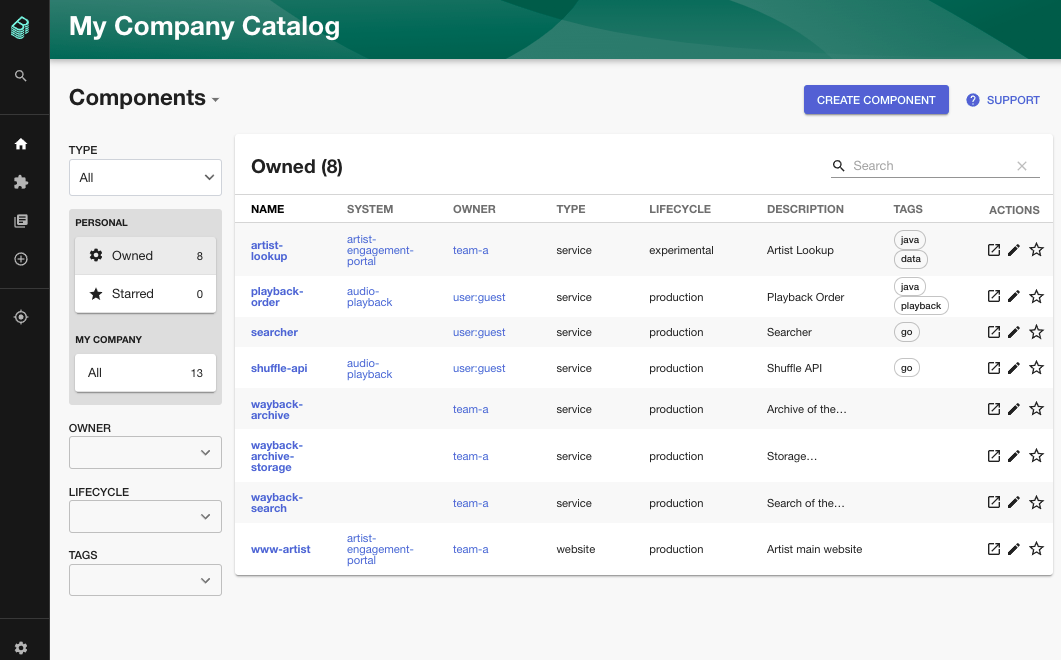 My Company Catalog
Components
CREATE COMPONENT
SUPPORT
TYPE
All
PERSONAL
Owned 8
Starred 0
MY COMPANY
All 13
OWNER
LIFECYCLE
TAGS
Owned (8)
Search
NAME SYSTEM OWNER TYPE LIFECYCLE DESCRIPTION TAGS ACTIONS
artist-
lookup
artist-
engagement-
portal
team-a
service
experimental
Artist Lookup
java
data
playback-
order
audio-
playback
user:guest
service
production
Playback Order
java
playback
searcher
user:guest
service
production
Searcher
go
shuffle-api
audio-
playback
user:guest
service
production
Shuffle API
go
wayback-
archive
team-a
service
production
Archive of the…
wayback-
archive-
storage
team-a
service
production
Storage…
wayback-
search
team-a
service
production
Search of the…
www-artist
artist-
engagement-
portal
team-a
website
production
Artist main website